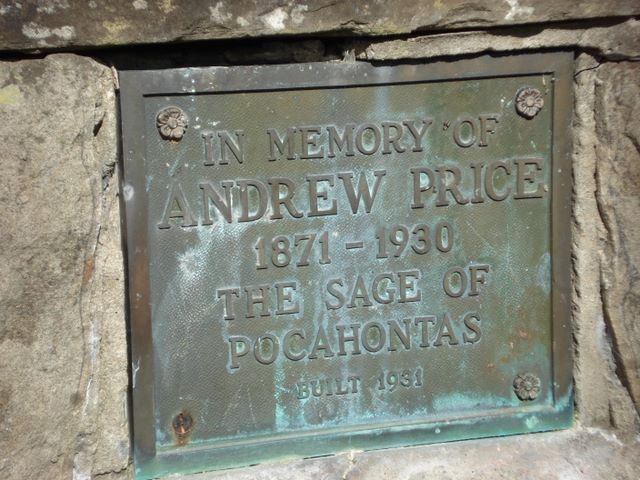 IN MEMORY OF
ANDREW PRICE
1871 - 1930
THE SAGE OF
POCAHONTAS
BUILT 1931